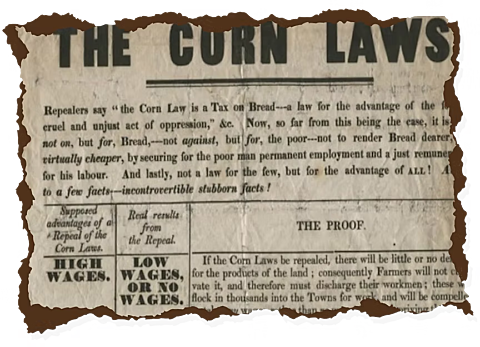 THE CORN LAWS
Repealers say "the Corn Law is a Tax on Bread---a law for the advantage of the
cruel and unjust act of oppression," &c. Now, so far from this being the case, it is
not on, but for, Bread,---not against, but for, the poor---not to render Bread dearer,
virtually cheaper, by securing for the poor man permanent employment and a just
for his labour. And lastly, not a law for the few, but for the advantage of ALL!
to a few facts---incontrovertible stubborn facts!
Supposed
advantages of a
Repeal of the
Corn Laws.
Real results
from
the Repeal.
THE PROOF.
HIGH
WAGES.
LOW
WAGES,
OR NO
WAGES.
If the Corn Laws be repealed, there will be little or no
for the products of the land; consequently Farmers will not
vate it, and therefore must discharge their workmen; these
flock in thousands into the Towns for work, and will be